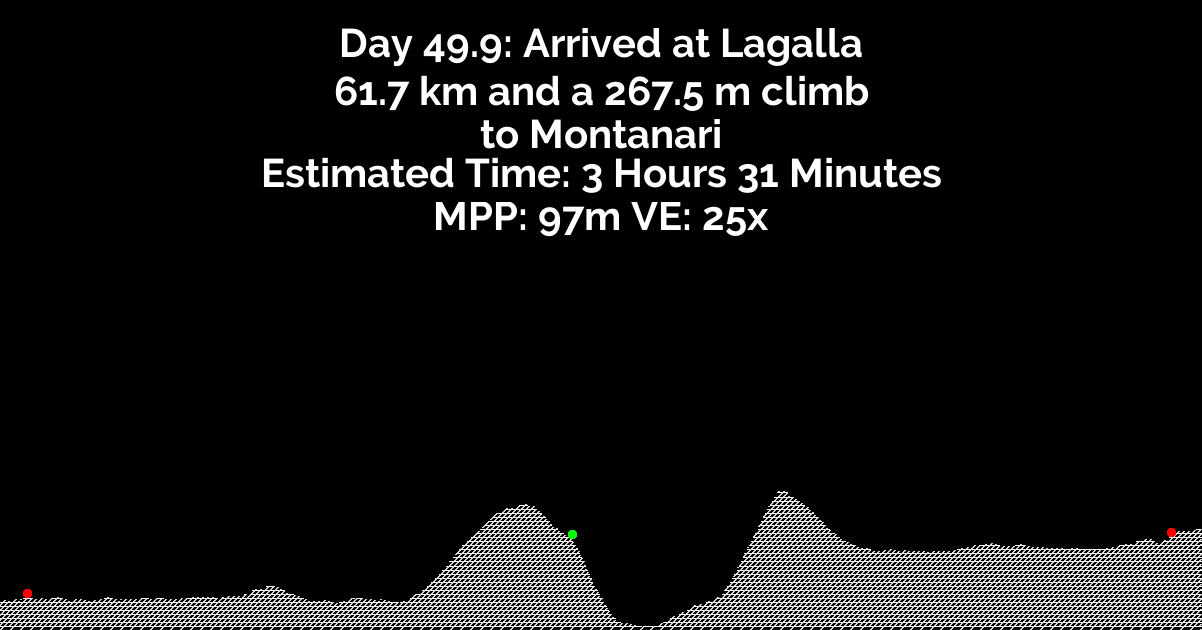 Day 49.9: Arrived at Lagalla
61.7 km and a 267.5 m climb
to Montanari
Estimated Time: 3 Hours 31 Minutes
MPP: 97m VE: 25x